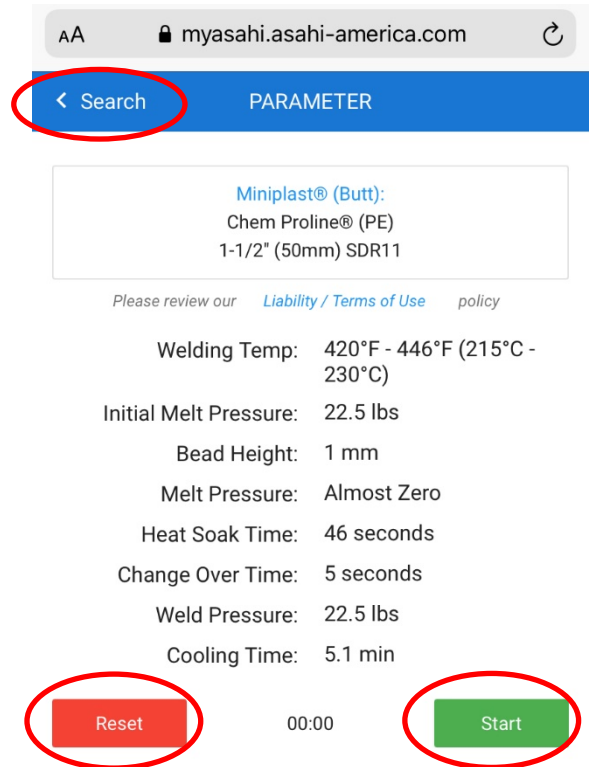 AA myasahi.asahi-america.com
< Search PARAMETER
Miniplast® (Butt):
Chem Proline® (PE)
1-1/2" (50mm) SDR11
Please review our Liability / Terms of Use policy
Welding Temp: 420°F - 446°F (215°C -
230°C)
Initial Melt Pressure: 22.5 lbs
Bead Height: 1 mm
Melt Pressure: Almost Zero
Heat Soak Time: 46 seconds
Change Over Time: 5 seconds
Weld Pressure: 22.5 lbs
Cooling Time: 5.1 min
Reset 00:00 Start